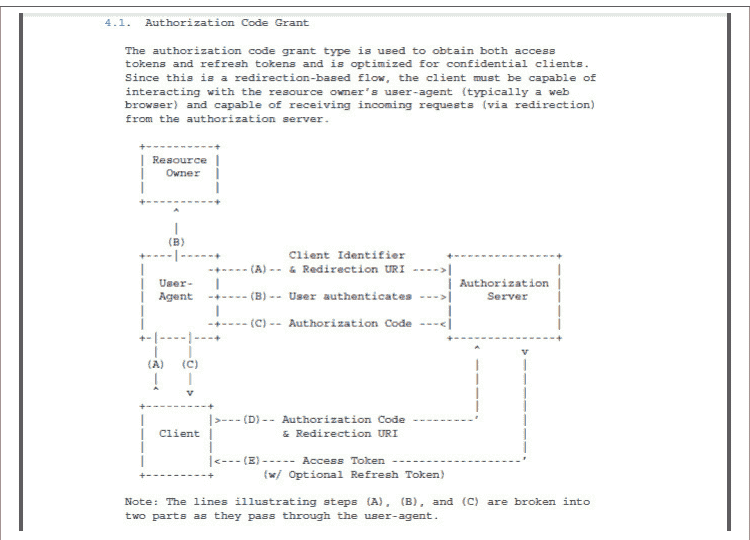 4.1. Authorization Code Grant
The authorization code grant type is used to obtain both access
tokens and refresh tokens and is optimized for confidential clients.
Since this is a redirection-based flow, the client must be capable of
interacting with the resource owner's user-agent (typically a web
browser) and capable of receiving incoming requests (via redirection)
from the authorization server.
Resource
Owner
(B)
Client Identifier
(A) & Redirection URI
User-
Agent
Authorization
Server
(B) User authenticates
(C) Authorization Code
(A) (C)
Client
(D) Authorization Code
& Redirection URI
(E) Access Token
(w/ Optional Refresh Token)
Note: The lines illustrating steps (A), (B), and (C) are broken into
two parts as they pass through the user-agent.